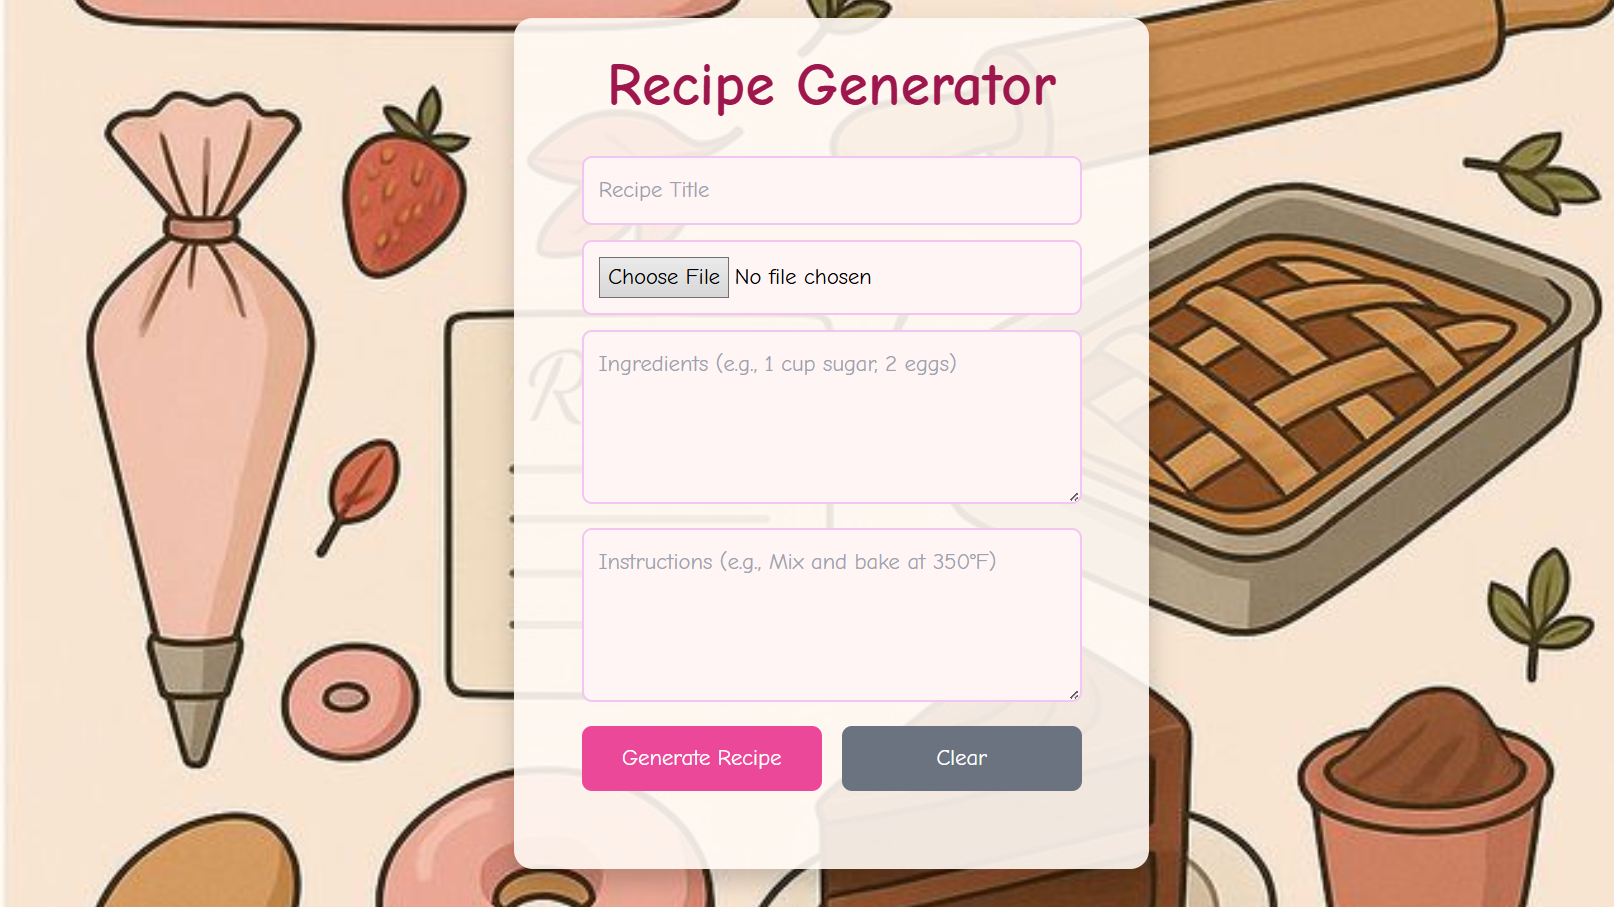 Recipe Generator
Recipe Title
Choose File No file chosen
Ingredients (e.g., 1 cup sugar, 2 eggs)
Instructions (e.g., Mix and bake at 350°F)
Generate Recipe
Clear